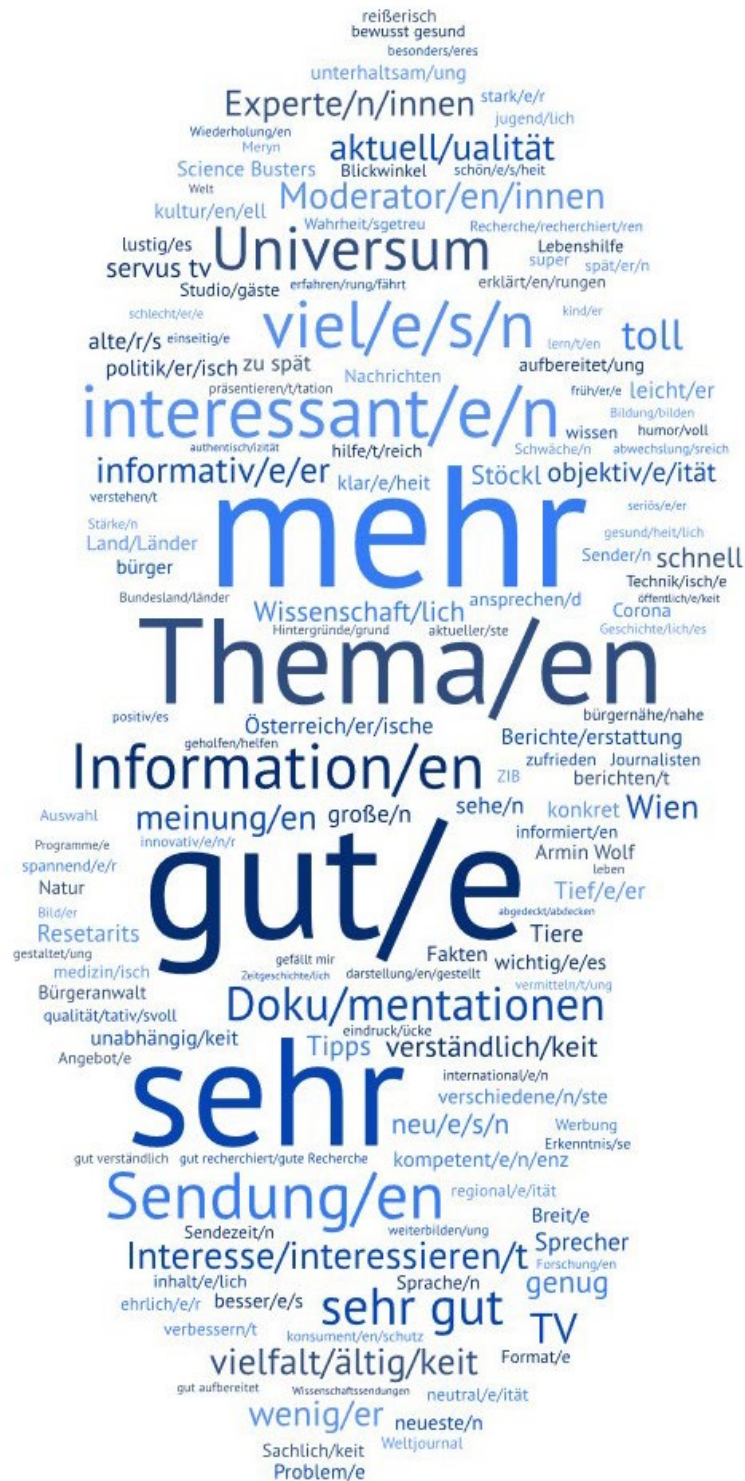 reißerisch
bewusst gesund
besonders/eres
unterhaltsam/ung
Experte/n/innen
stark/e/r
jugend/lich
Wiederholung/en
Meryn
aktuell/ualität
Science Busters
Blickwinkel
schön/e/s/heit
Welt
Moderator/en/innen
kultur/en/ell
Wahrheit/sgetreu
Recherche/recherchiert/ren
lustig/es
Universum
Lebenshilfe
servus tv
super
spät/er/n
Studio/gäste
erfahren/rung/fährt
erklärt/en/rungen
schlecht/er/e
viel/e/s/n
kind/er
alte/r/s
einseitig/e
lern/t/en
toll
politik/er/isch
zu spät
aufbereitet/ung
präsentieren/t/tation
Nachrichten
früh/er/e
leicht/er
interessant/e/n
Bildung/bilden
wissen
humor/voll
authentisch/izität
hilfe/t/reich
Schwäche/n
abwechslung/sreich
informativ/e/er
klar/e/heit
Stöckl
objektiv/e/ität
verstehen/t
mehr
seriös/e/er
Stärke/n
gesund/heit/lich
Land/Länder
Sender/n
schnell
bürger
Technik/isch/e
Bundesland/länder
Wissenschaft/lich
ansprechen/d
öffentlich/e/keit
Corona
Hintergründe/grund
aktueller/ste
Geschichte/lich/es
Thema/en
positiv/es
bürgernähe/nahe
Österreich/er/ische
Berichte/erstattung
geholfen/helfen
zufrieden
Journalisten
Information/en
ZIB
berichten/t
Auswahl
meinung/en
große/n
sehe/n
konkret
Wien
Programme/e
innovativ/e/n/r
informiert/en
spannend/e/r
Armin Wolf
leben
Natur
gut/e
Tief/e/er
Bild/er
abgedeckt/abdecken
Resetarits
Tiere
gestaltet/ung
gefällt mir
Fakten
wichtig/e/es
medizin/isch
Zeitgeschichte/lich
darstellung/en/gestellt
Bürgeranwalt
vermitteln/t/ung
Doku/mentationen
qualität/tativ/svoll
eindruck/ücke
unabhängig/keit
Tipps
verständlich/keit
Angebot/e
international/e/n
sehr
verschiedene/n/ste
neu/e/s/n
Werbung
Erkenntnis/se
gut verständlich
gut recherchiert/gute Recherche
kompetent/e/n/enz
Sendung/en
regional/e/ität
Breit/e
Sendezeit/n
weiterbilden/ung
Sprecher
Interesse/interessieren/t
Forschung/en
inhalt/e/lich
Sprache/n
genug
ehrlich/e/r
besser/e/s
sehr gut
TV
verbessern/t
konsument/en/schutz
vielfalt/ältig/keit
Format/e
gut aufbereitet
Wissenschaftssendungen
neutral/e/ität
wenig/er
neueste/n
Sachlich/keit
Weltjournal
Problem/e